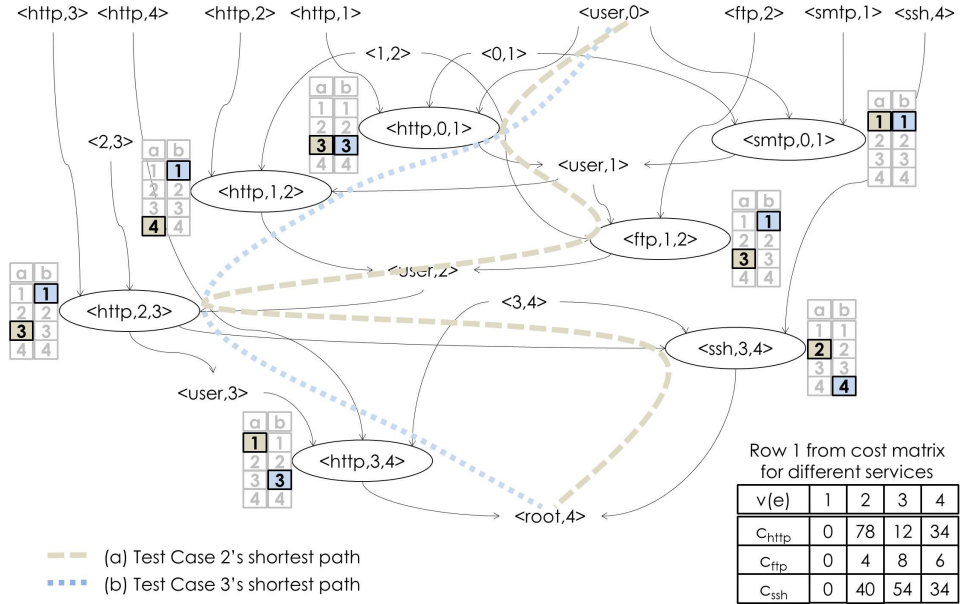 <http,3> <http,4> <http,2> <http,1> <user,0> <ftp,2> <smtp,1> <ssh,4>
<1,2> <0,1>
a b
1 1
2 2
3 3
4 4
<http,0,1>
<smtp,0,1>
a b
1 1
2 2
3 3
4 4
<2,3>
a b
1 1
2 2
3 3
4 4
<http,1,2>
<user,1>
<ftp,1,2>
a b
1 1
2 2
3 3
4 4
<user,2>
a b
1 1
2 2
3 3
4 4
<http,2,3>
<3,4>
<ssh,3,4>
a b
1 1
2 2
3 3
4 4
<user,3>
a b
1 1
2 2
3 3
4 4
<http,3,4>
<root,4>
Row 1 from cost matrix
for different services
v(e) 1 2 3 4
Chttp 0 78 12 34
Cftp 0 4 8 6
Cssh 0 40 54 34
(a) Test Case 2's shortest path
(b) Test Case 3's shortest path